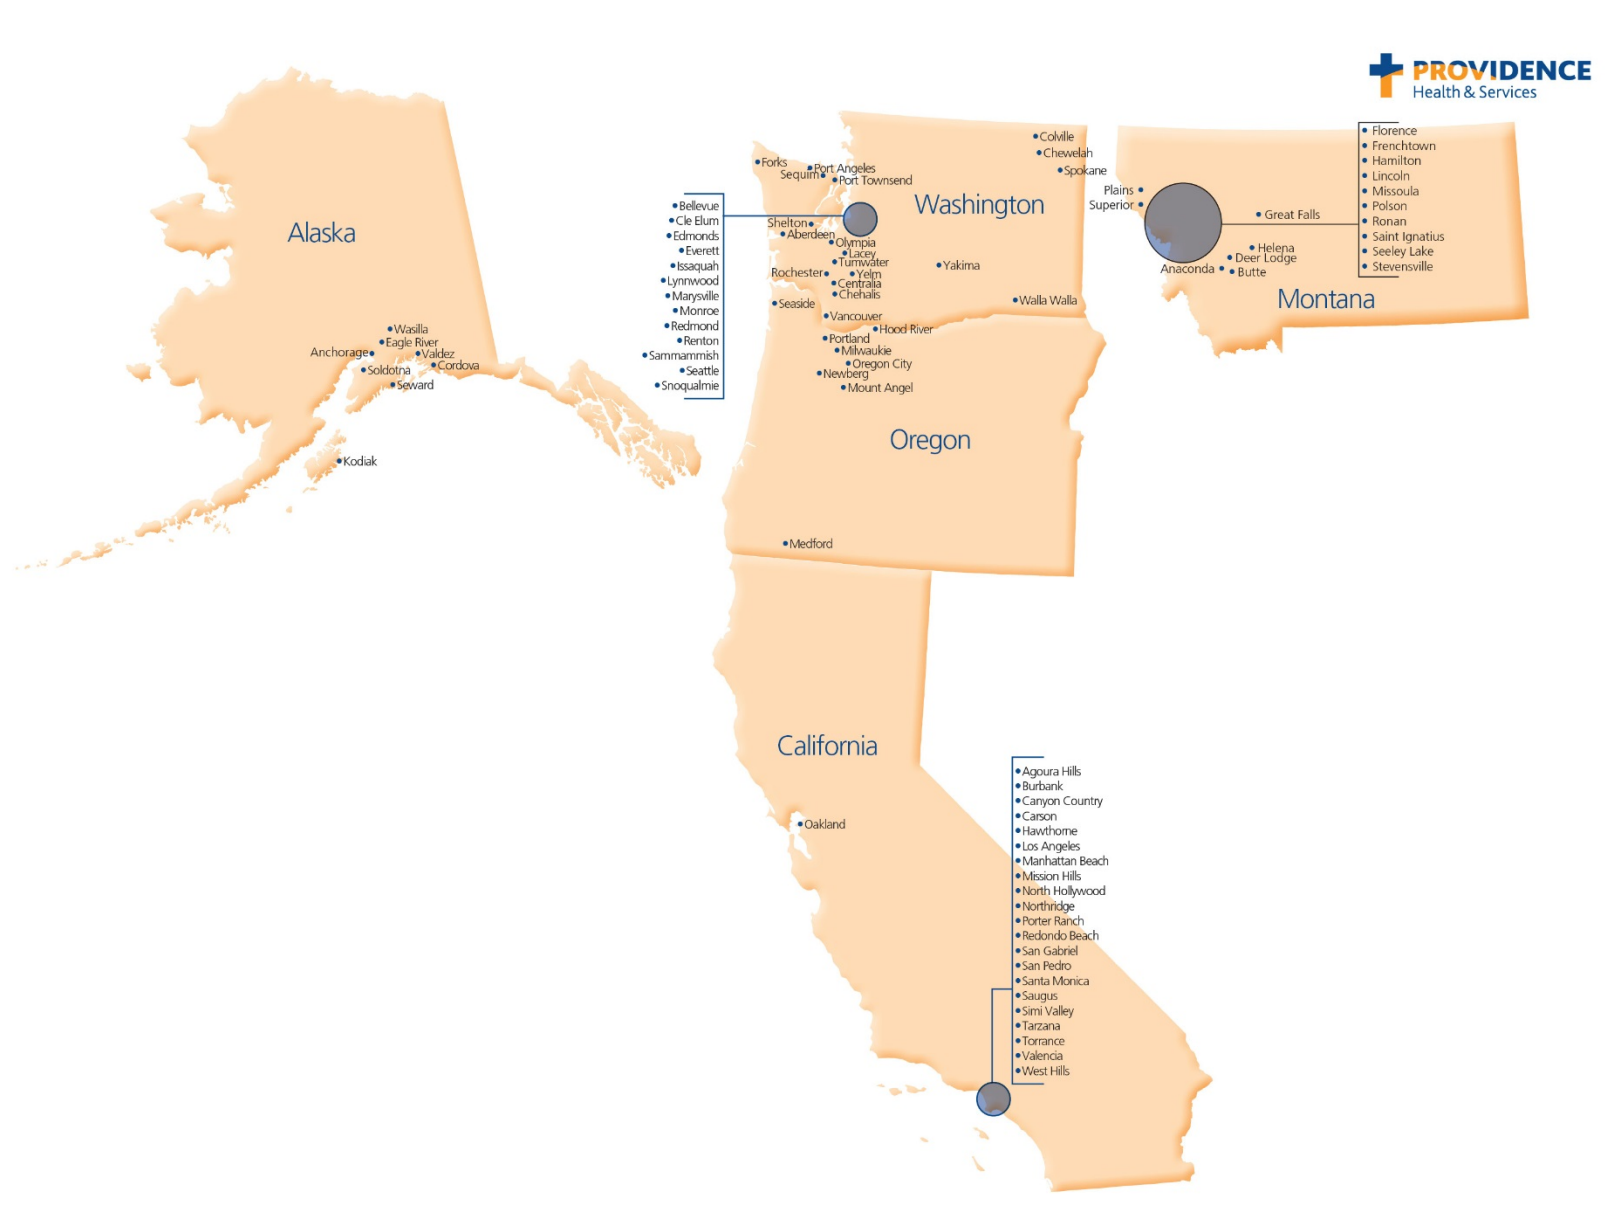 PROVIDENCE
Health & Services
Alaska
Wasilla
Eagle River
Anchorage
Valdez
Cordova
Soldotna
Seward
Kodiak
Bellevue
Cle Elum
Edmonds
Everett
Issaquah
Lynnwood
Marysville
Monroe
Redmond
Renton
Sammammish
Seattle
Snoqualmie
Washington
Colville
Chewelah
Spokane
Forks
Port Angeles
Sequim
Port Townsend
Shelton
Aberdeen
Olympia
Lacey
Tumwater
Rochester
Yelm
Centralia
Chehalis
Yakima
Walla Walla
Vancouver
Seaside
Hood River
Portland
Milwaukie
Oregon City
Newberg
Mount Angel
Oregon
Medford
Plains
Superior
Great Falls
Helena
Deer Lodge
Anaconda
Butte
Montana
Florence
Frenchtown
Hamilton
Lincoln
Missoula
Polson
Ronan
Saint Ignatius
Seeley Lake
Stevensville
California
Oakland
Agoura Hills
Burbank
Canyon Country
Carson
Hawthorne
Los Angeles
Manhattan Beach
Mission Hills
North Hollywood
Northridge
Porter Ranch
Redondo Beach
San Gabriel
San Pedro
Santa Monica
Saugus
Simi Valley
Tarzana
Torrance
Valencia
West Hills